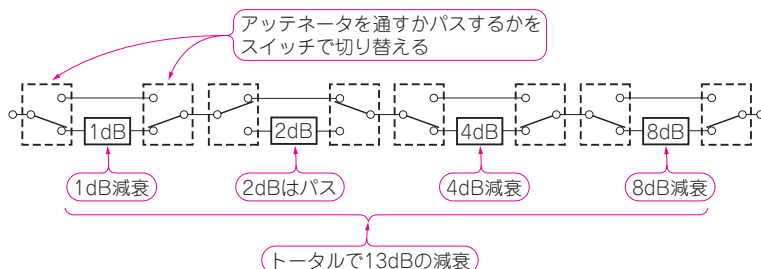 アッテネータを通すかパスするかを
スイッチで切り替える
1dB
2dB
4dB
8dB
1dB減衰
2dBはパス
4dB減衰
8dB減衰
トータルで13dBの減衰